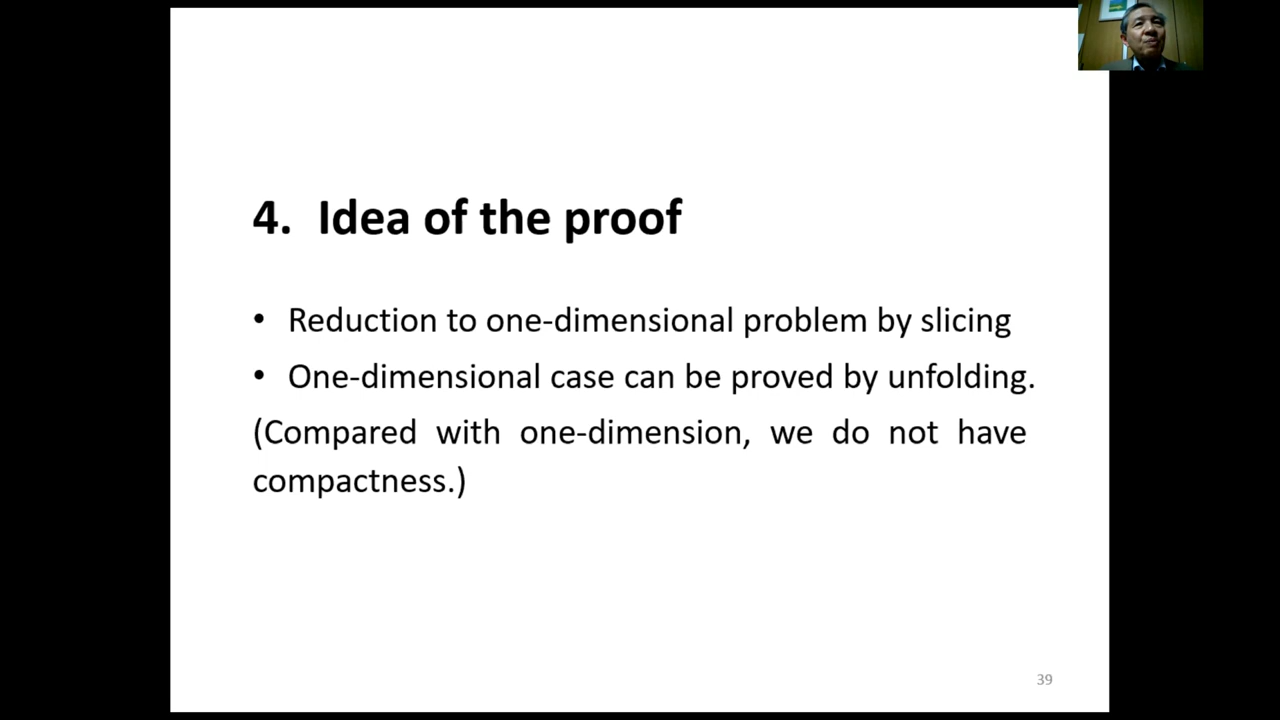 4. Idea of the proof
• Reduction to one-dimensional problem by slicing
• One-dimensional case can be proved by unfolding.
(Compared with one-dimension, we do not have
compactness.)
39